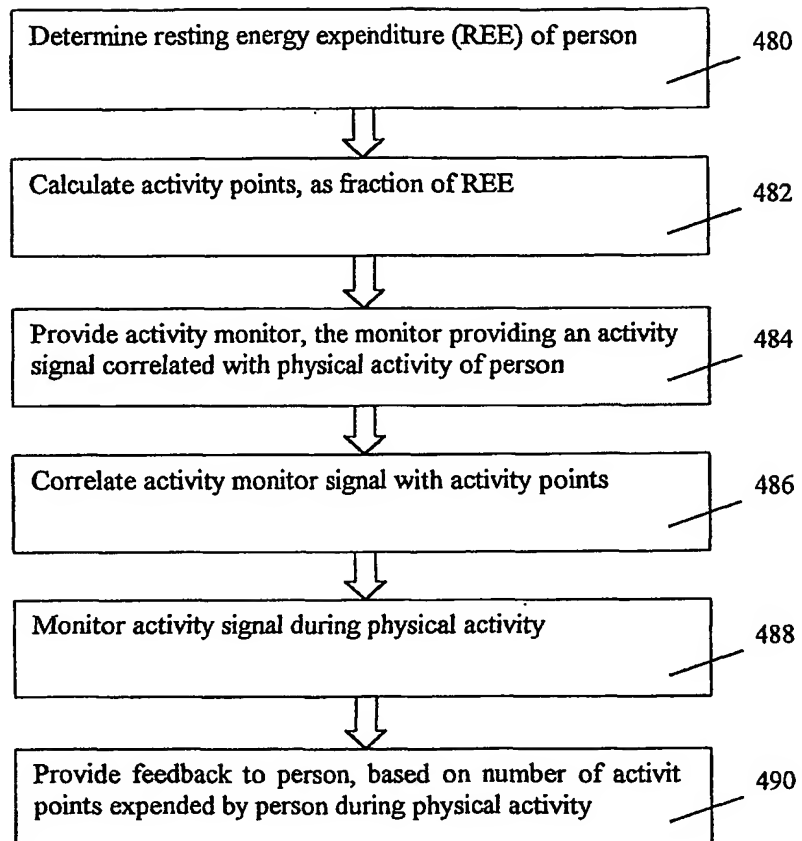 Determine resting energy expenditure (REE) of person
480
Calculate activity points, as fraction of REE
482
Provide activity monitor, the monitor providing an activity
signal correlated with physical activity of person
484
Correlate activity monitor signal with activity points
486
Monitor activity signal during physical activity
488
Provide feedback to person, based on number of activit
points expended by person during physical activity
490